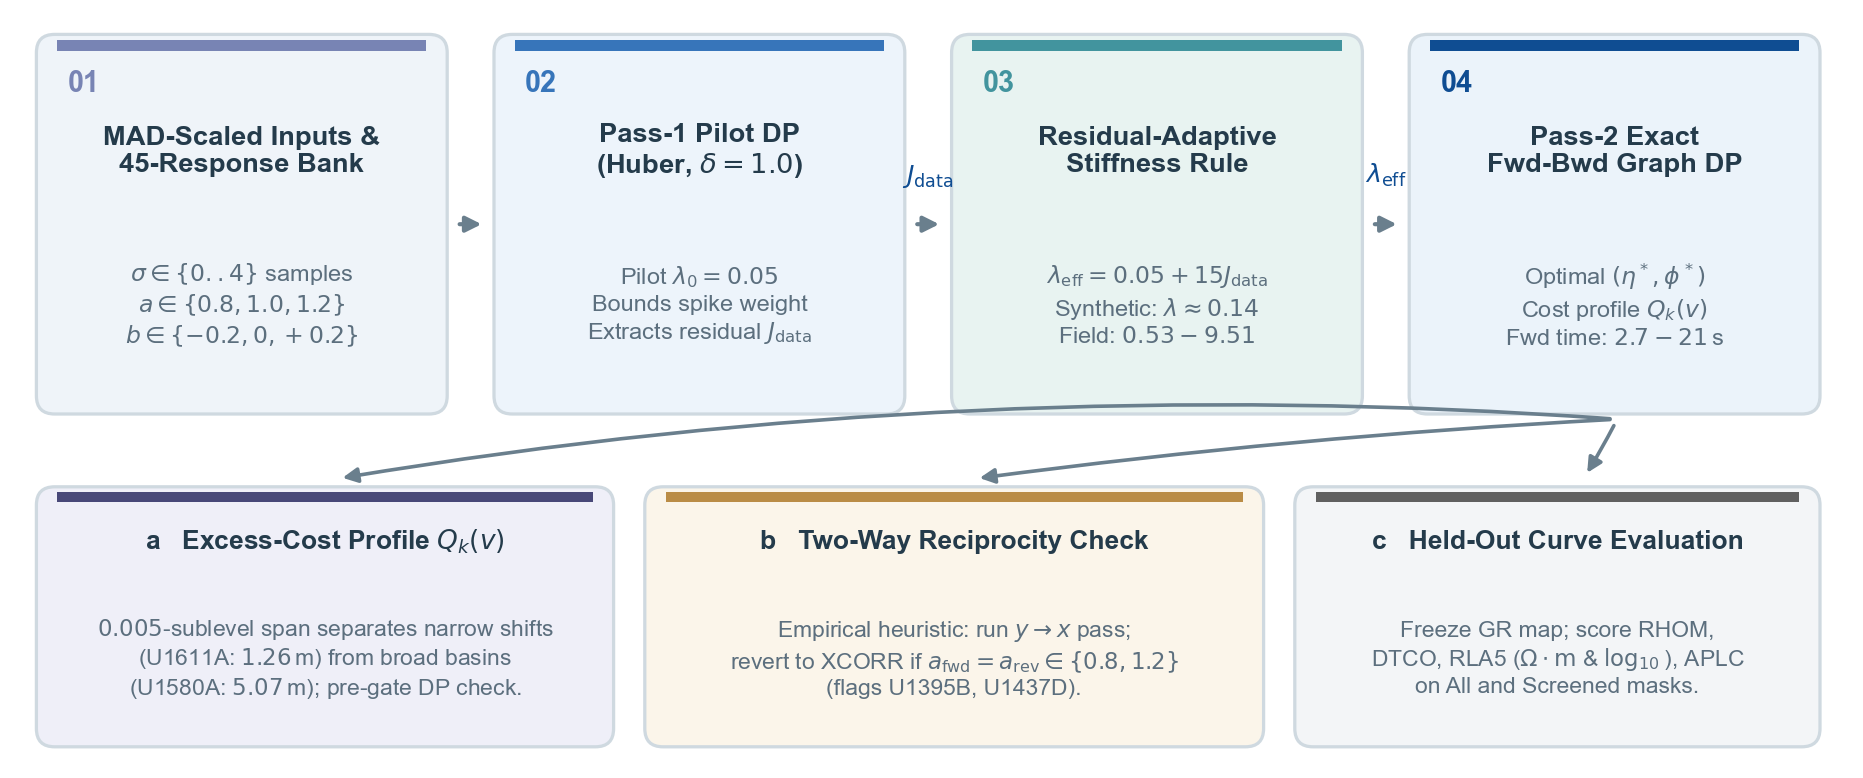 01
MAD-Scaled Inputs &
45-Response Bank
σ ∈ {0. . 4} samples
a ∈ {0.8, 1.0, 1.2}
b ∈ {−0.2, 0, +0.2}
02
Pass-1 Pilot DP
(Huber, δ = 1.0)
Pilot λ₀ = 0.05
Bounds spike weight
Extracts residual J_data
J_data
03
Residual-Adaptive
Stiffness Rule
λ_eff = 0.05 + 15J_data
Synthetic: λ ≈ 0.14
Field: 0.53 − 9.51
λ_eff
04
Pass-2 Exact
Fwd-Bwd Graph DP
Optimal (η*, ϕ*)
Cost profile Q_k(v)
Fwd time: 2.7 − 21 s
a Excess-Cost Profile Q_k(v)
0.005-sublevel span separates narrow shifts
(U1611A: 1.26 m) from broad basins
(U1580A: 5.07 m); pre-gate DP check.
b Two-Way Reciprocity Check
Empirical heuristic: run y → x pass;
revert to XCORR if a_fwd = a_rev ∈ {0.8, 1.2}
(flags U1395B, U1437D).
c Held-Out Curve Evaluation
Freeze GR map; score RHOM,
DTCO, RLA5 (Ω · m & log₁₀ ), APLC
on All and Screened masks.